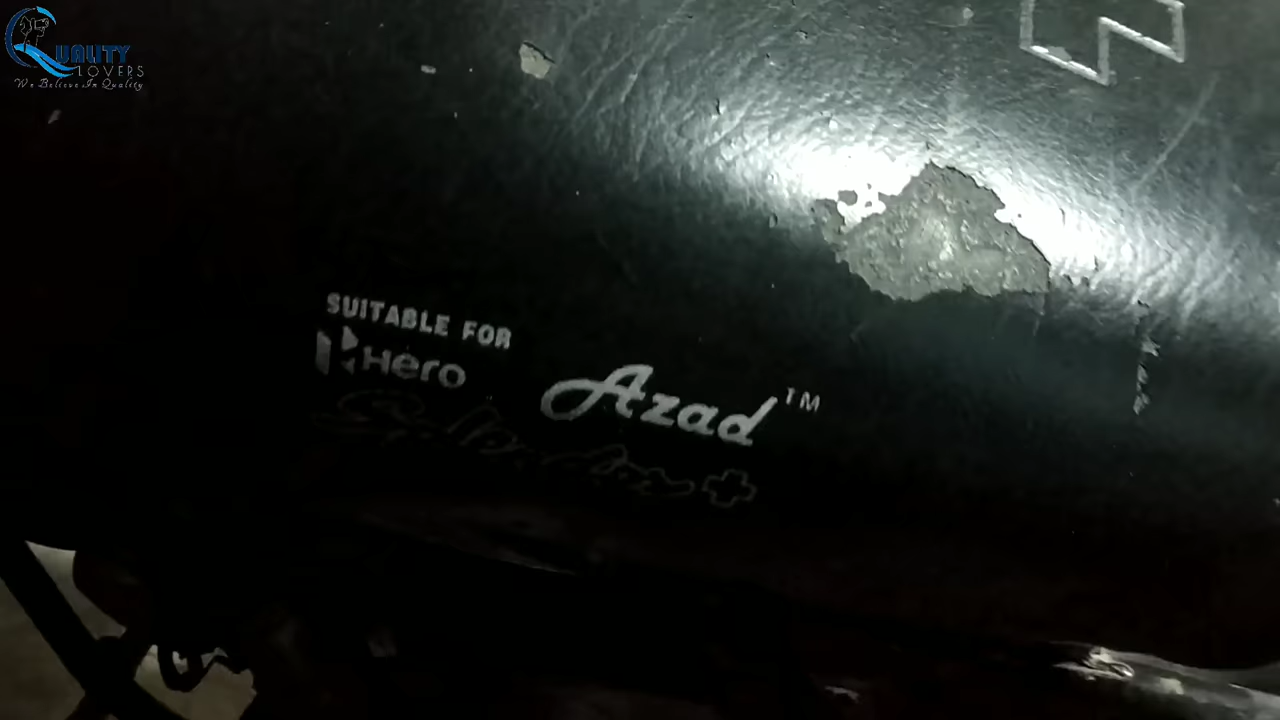 QUALITY
LOVERS
We Believe In Quality
SUITABLE FOR
Hero
Azad™